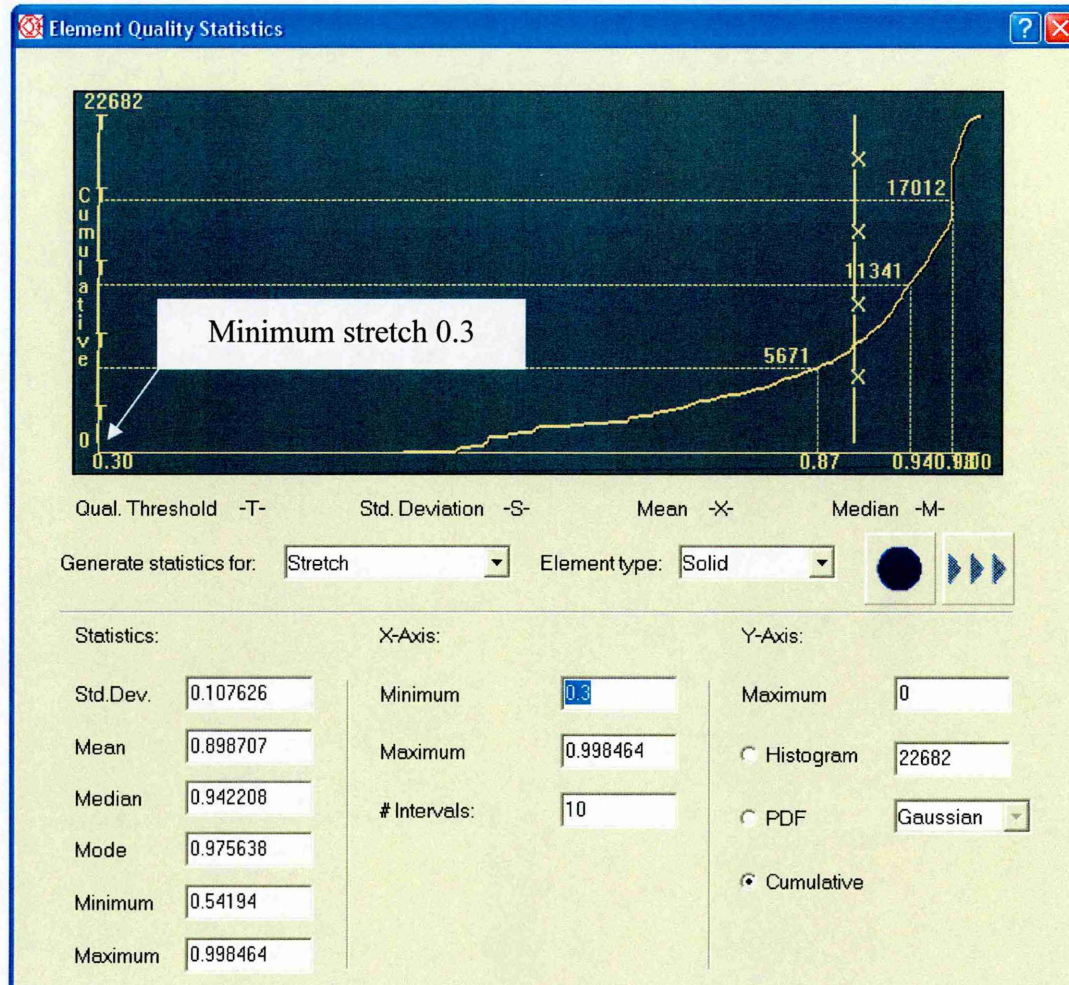 Element Quality Statistics
22682
Cumulative
17012
11341
5671
Minimum stretch 0.3
0
0.30 0.87 0.94
Qual. Threshold -T- Std. Deviation -S- Mean -X- Median -M-
Generate statistics for: Stretch Element type: Solid
Statistics: X-Axis: Y-Axis:
Std.Dev. 0.107626 Minimum 0.3 Maximum 0
Mean 0.898707 Maximum 0.998464 Histogram 22682
Median 0.942208 # Intervals: 10 PDF Gaussian
Mode 0.975638 Cumulative
Minimum 0.54194
Maximum 0.998464